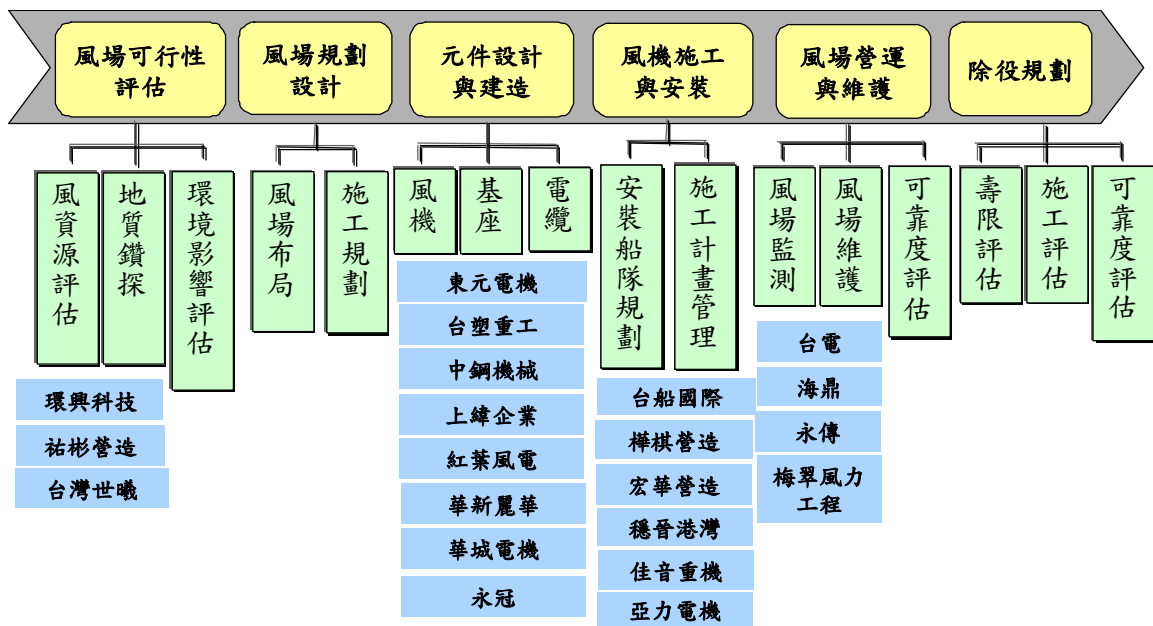 風場可行性
評估
風場規劃
設計
元件設計
與建造
風機施工
與安裝
風場營運
與維護
除役規劃
風資源評估
地質鑽探
環境影響評估
風場布局
施工規劃
風機
基座
電纜
安裝船隊規劃
施工計畫管理
風場監測
風場維護
可靠度評估
壽限評估
施工評估
可靠度評估
環興科技
祐彬營造
台灣世曦
東元電機
台塑重工
中鋼機械
上緯企業
紅葉風電
華新麗華
華城電機
永冠
台船國際
樺棋營造
宏華營造
穩晉港灣
佳音重機
亞力電機
台電
海鼎
永傳
梅翠風力
工程